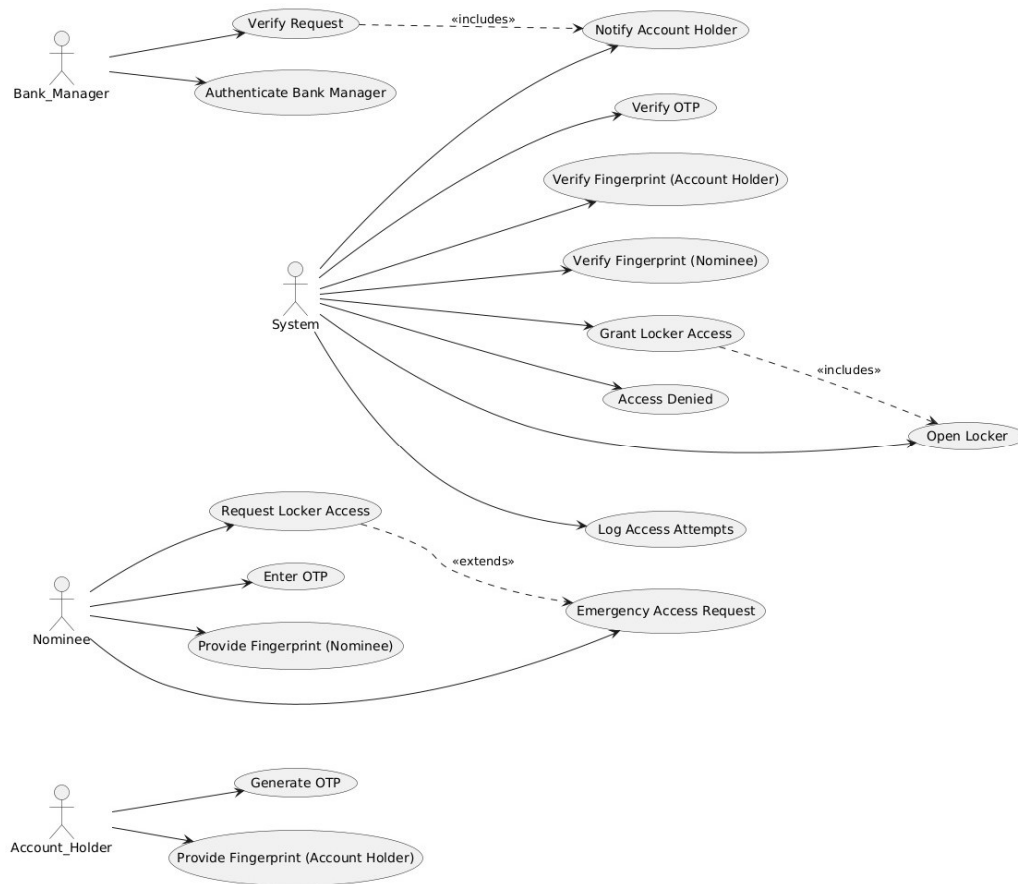 Verify Request
«includes»
Notify Account Holder
Bank_Manager
Authenticate Bank Manager
Verify OTP
Verify Fingerprint (Account Holder)
Verify Fingerprint (Nominee)
System
Grant Locker Access
«includes»
Access Denied
Open Locker
Request Locker Access
Log Access Attempts
«extends»
Enter OTP
Emergency Access Request
Nominee
Provide Fingerprint (Nominee)
Generate OTP
Account_Holder
Provide Fingerprint (Account Holder)